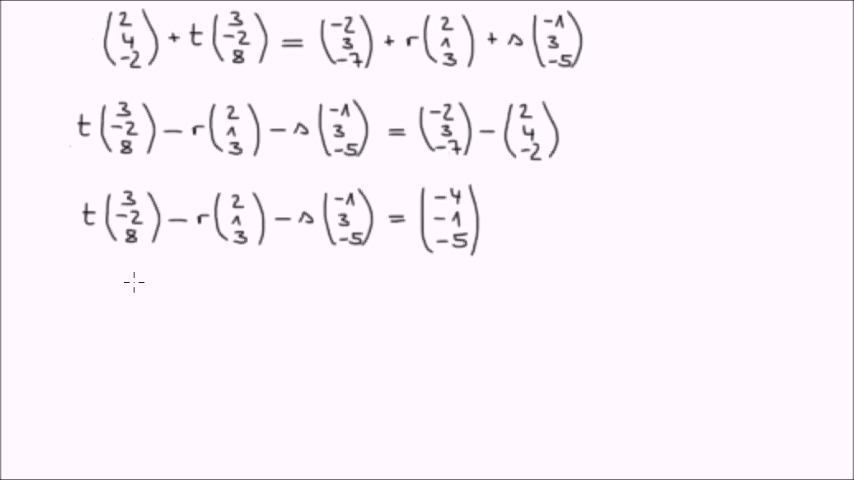 (2 4 -2) + t (3 -2 8) = (-2 3 -7) + r (2 1 3) + s (-1 3 -5)
t (3 -2 8) - r (2 1 3) - s (-1 3 -5) = (-2 3 -7) - (2 4 -2)
t (3 -2 8) - r (2 1 3) - s (-1 3 -5) = (-4 -1 -5)